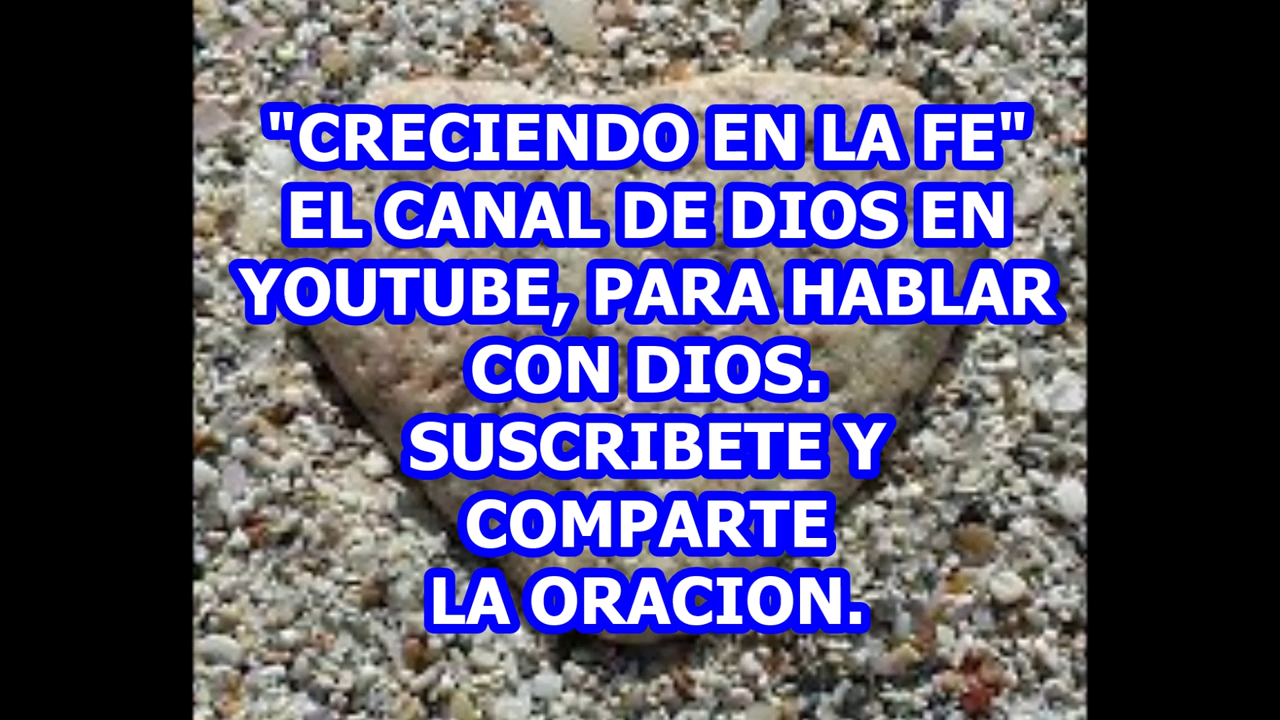 "CRECIENDO EN LA FE"
EL CANAL DE DIOS EN
YOUTUBE, PARA HABLAR
CON DIOS.
SUSCRIBETE Y
COMPARTE
LA ORACION.